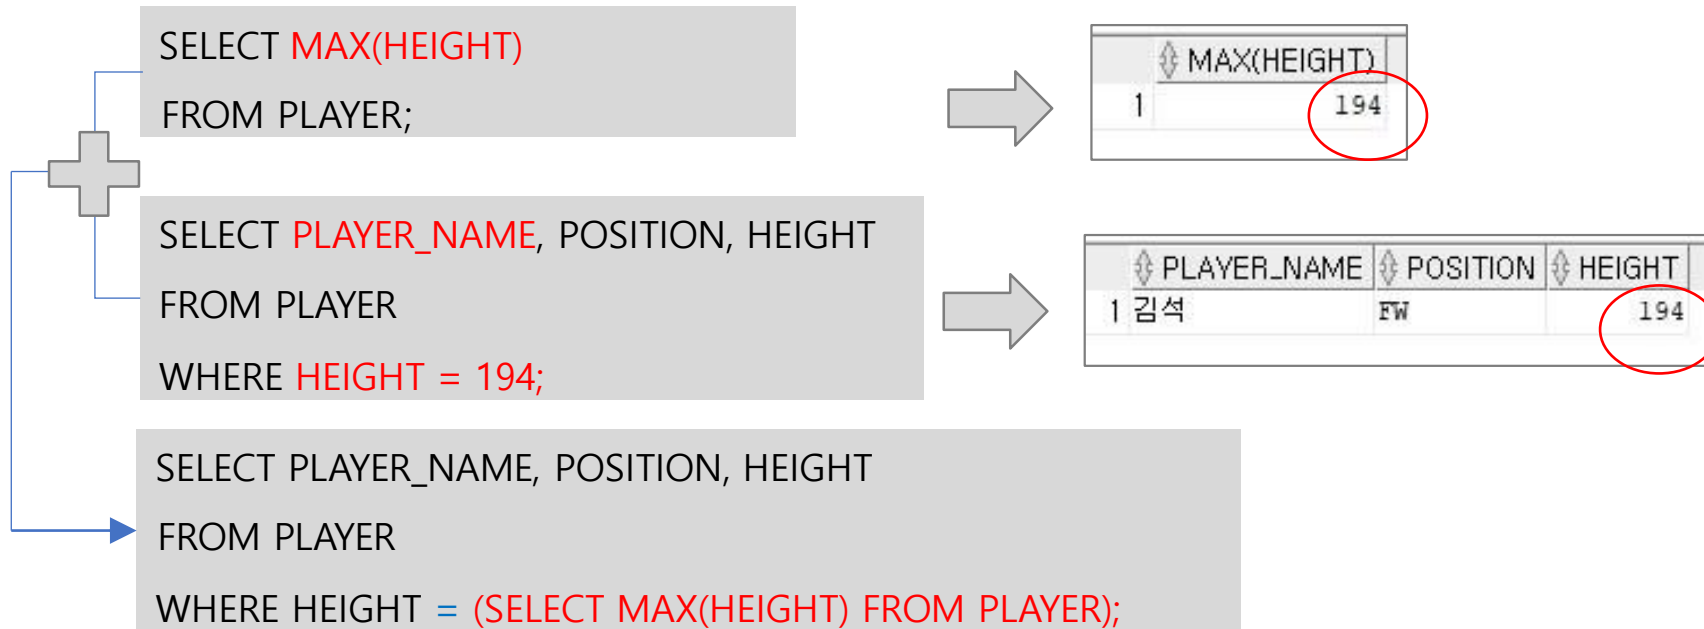 SELECT MAX(HEIGHT)
FROM PLAYER;
MAX(HEIGHT)
1 194
SELECT PLAYER_NAME, POSITION, HEIGHT
FROM PLAYER
WHERE HEIGHT = 194;
PLAYER_NAME POSITION HEIGHT
1 김석 FW 194
SELECT PLAYER_NAME, POSITION, HEIGHT
FROM PLAYER
WHERE HEIGHT = (SELECT MAX(HEIGHT) FROM PLAYER);